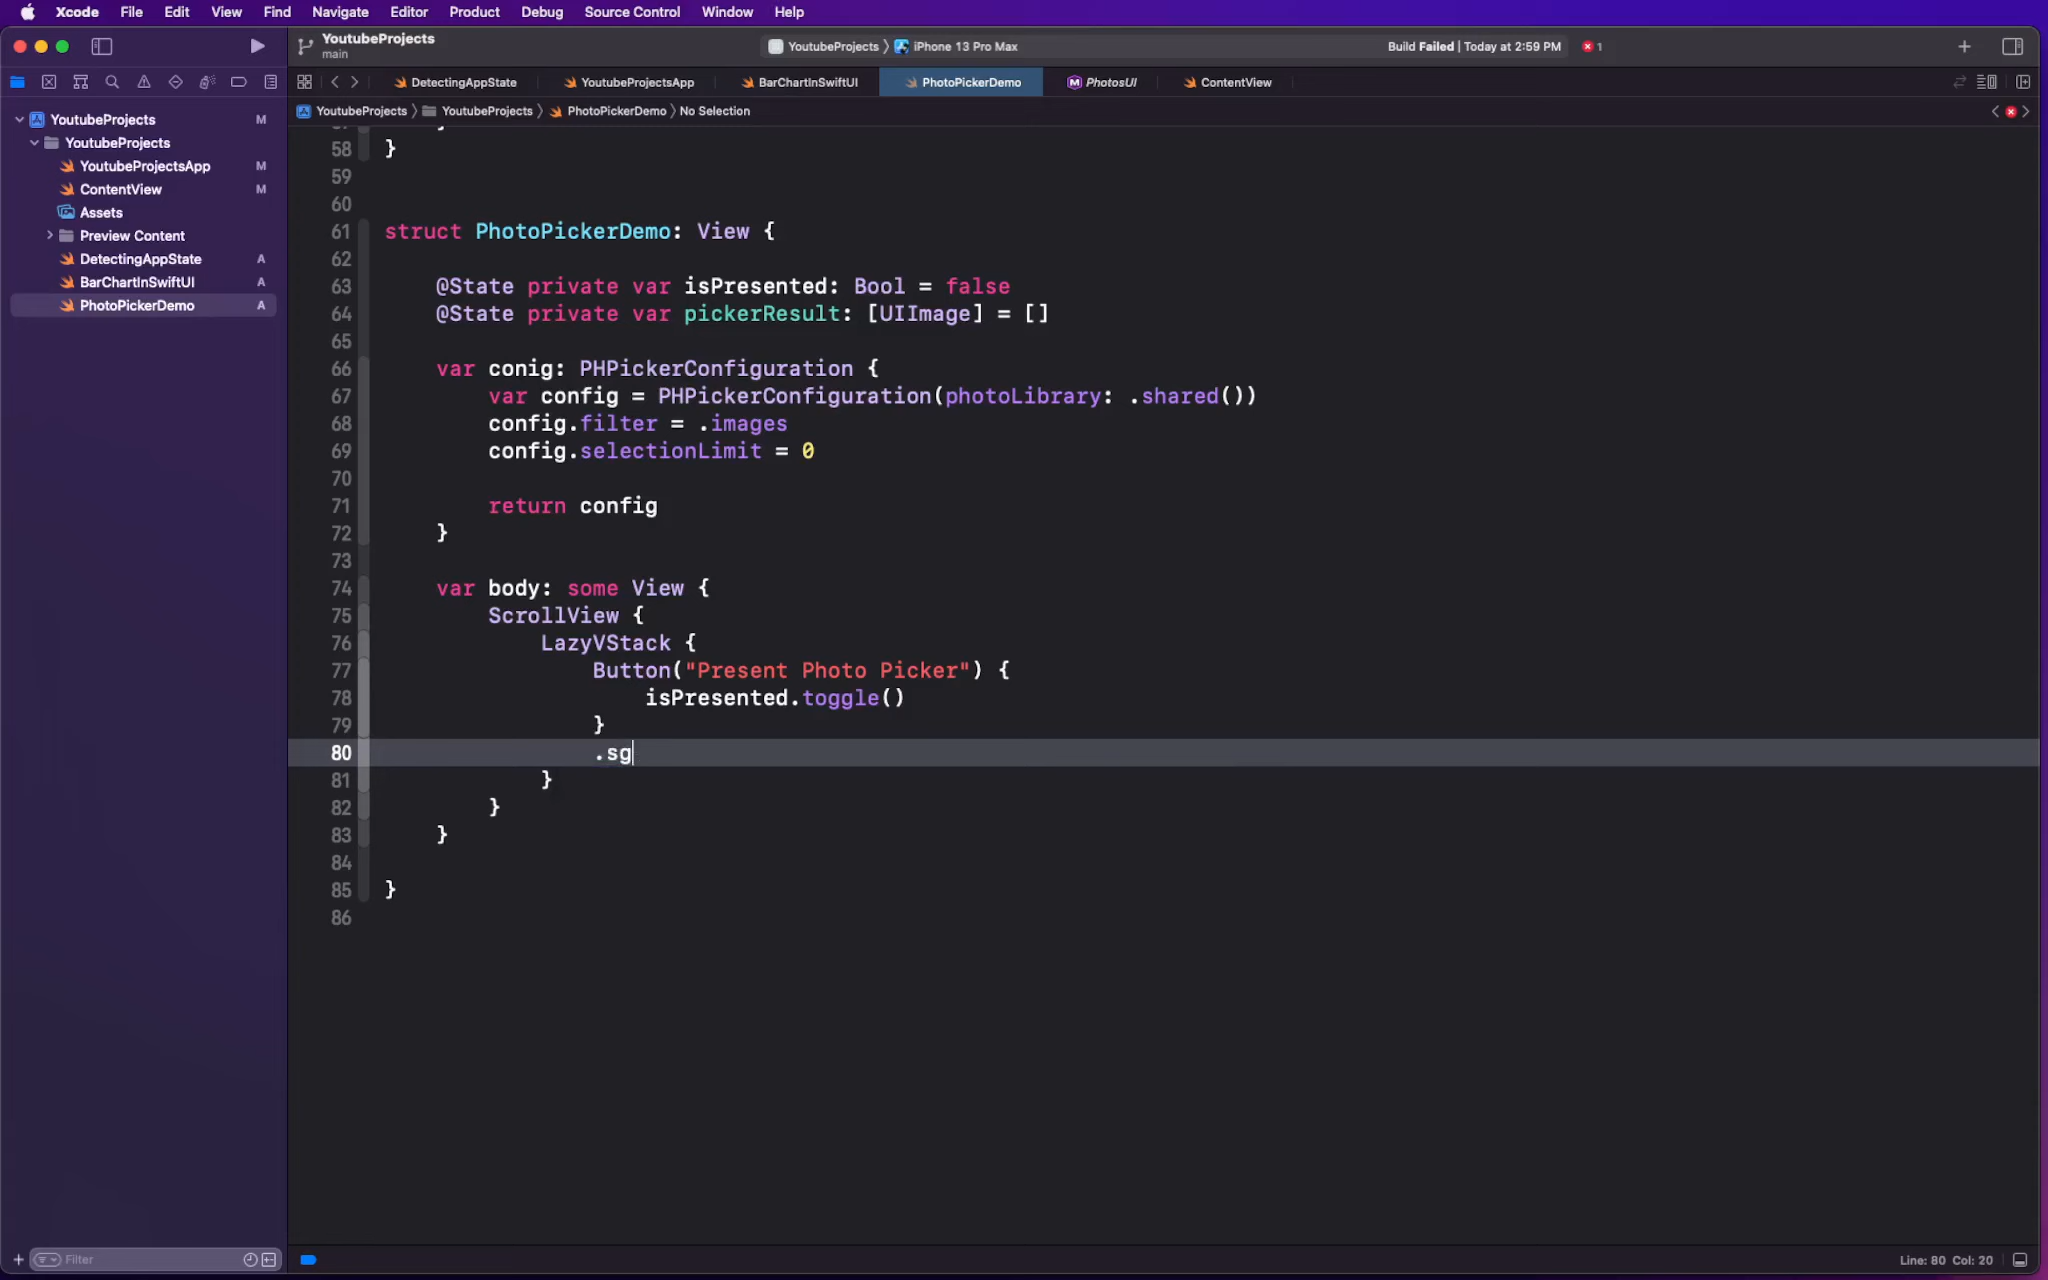 Xcode File Edit View Find Navigate Editor Product Debug Source Control Window Help
YoutubeProjects
main
YoutubeProjects 〉 iPhone 13 Pro Max
Build Failed | Today at 2:59 PM
1
DetectingAppState YoutubeProjectsApp BarChartInSwiftUI PhotoPickerDemo PhotosUI ContentView
YoutubeProjects 〉 YoutubeProjects 〉 PhotoPickerDemo 〉 No Selection
YoutubeProjects M
YoutubeProjects
YoutubeProjectsApp M
ContentView M
Assets
Preview Content
DetectingAppState A
BarChartInSwiftUI A
PhotoPickerDemo A
58 }
59
60
61 struct PhotoPickerDemo: View {
62
63 @State private var isPresented: Bool = false
64 @State private var pickerResult: [UIImage] = []
65
66 var conig: PHPickerConfiguration {
67 var config = PHPickerConfiguration(photoLibrary: .shared())
68 config.filter = .images
69 config.selectionLimit = 0
70
71 return config
72 }
73
74 var body: some View {
75 ScrollView {
76 LazyVStack {
77 Button("Present Photo Picker") {
78 isPresented.toggle()
79 }
80 .sg
81 }
82 }
83 }
84
85 }
86
Filter
Line: 80 Col: 20